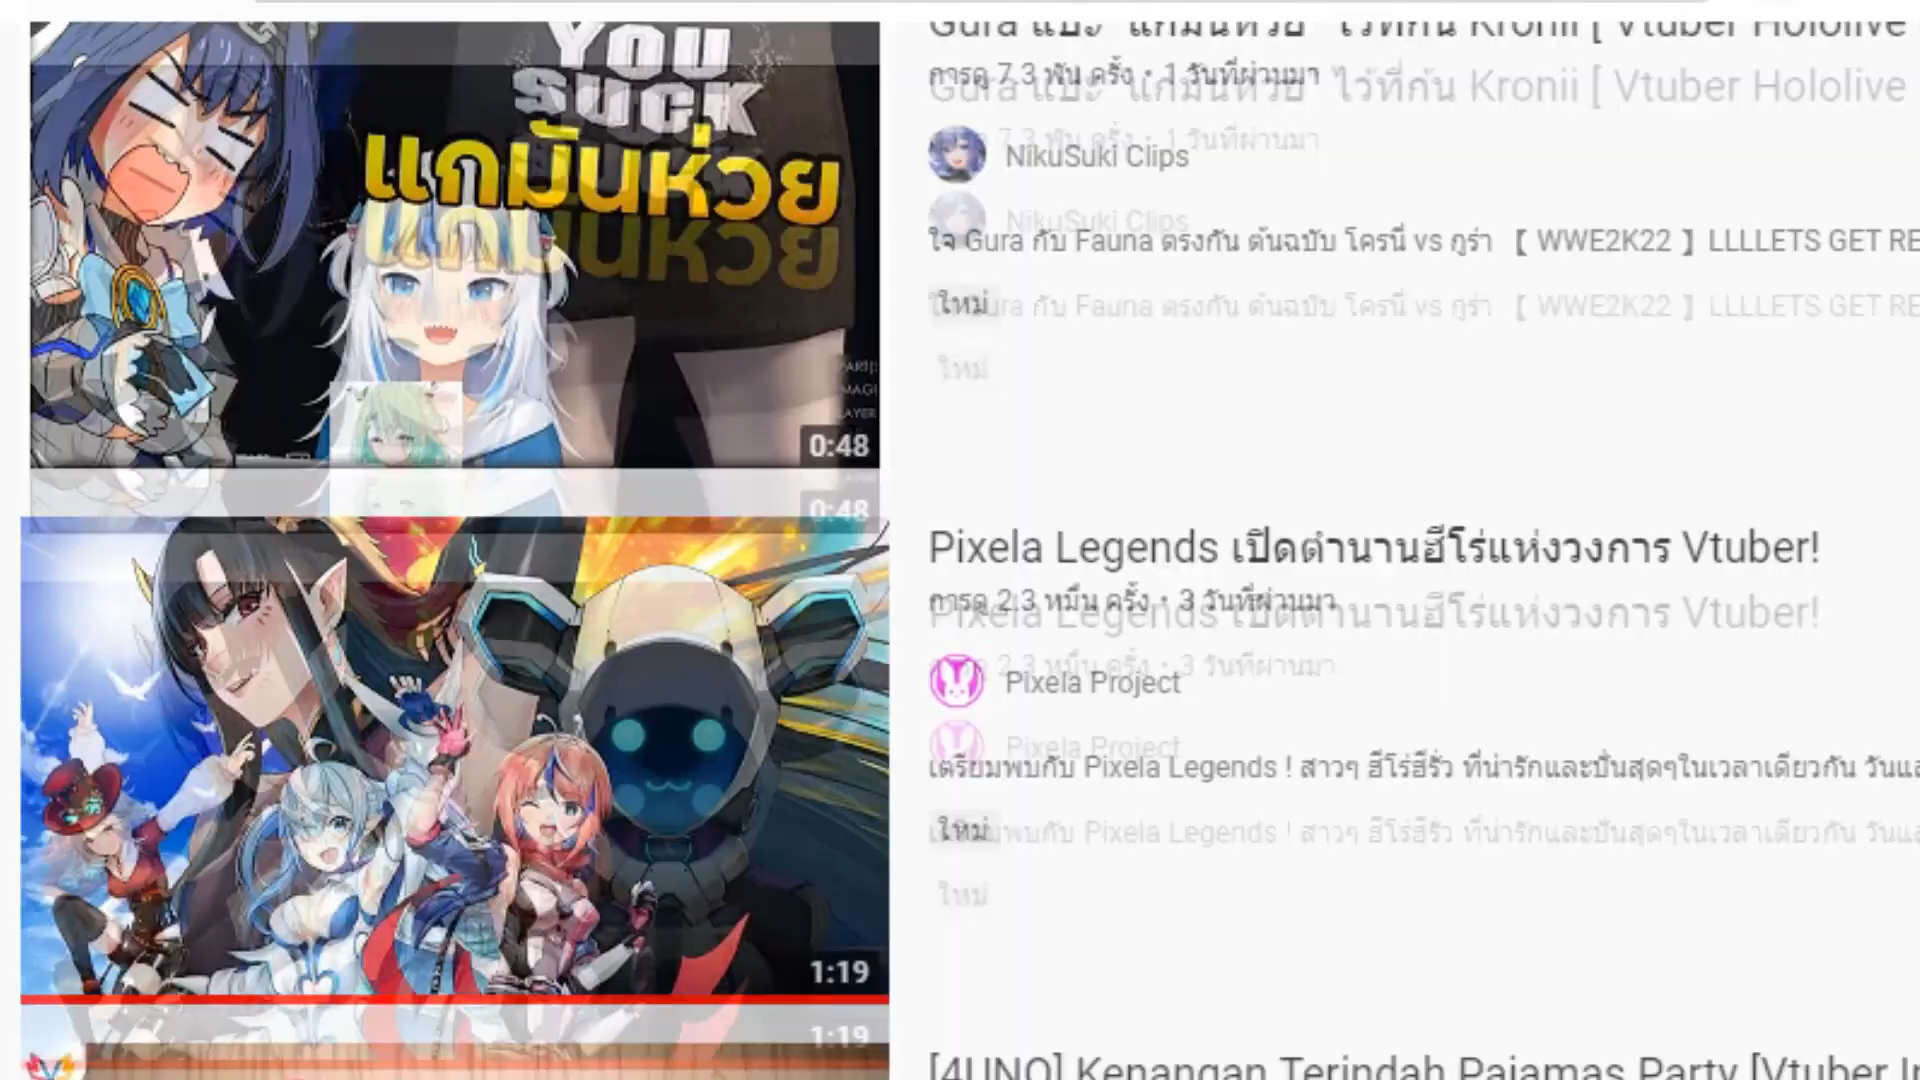 YOU
SUCK
แกมันห่วย
0:48
Gura แปะ "แกมันห่วย" ไว้ที่ก้น Kronii [ Vtuber Hololive
การดู 7.3 พัน ครั้ง • 1 วันที่ผ่านมา
NikuSuki Clips
ใจ Gura กับ Fauna ตรงกัน ต้นฉบับ โครนี่ vs กูร่า 【 WWE2K22 】 LLLLETS GET RE
ใหม่
1:19
Pixela Legends เปิดตำนานฮีโร่แห่งวงการ Vtuber!
การดู 2.3 หมื่น ครั้ง • 3 วันที่ผ่านมา
Pixela Project
เตรียมพบกับ Pixela Legends ! สาวๆ ฮีโร่ฮีรั่ว ที่น่ารักและปั่นสุดๆในเวลาเดียวกัน วันและ
ใหม่
[4UNO] Kenangan Terindah Pajamas Party [Vtuber In